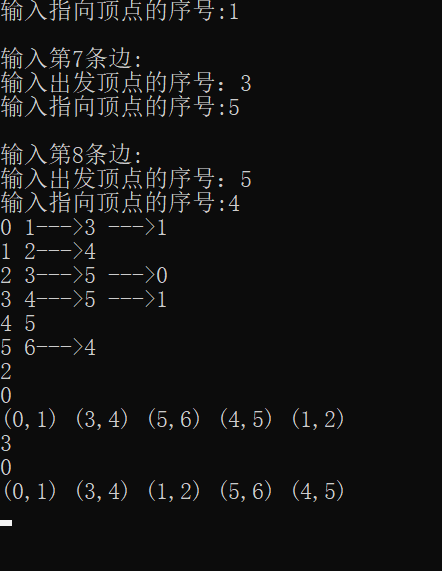 输入指向顶点的序号:1
输入第7条边:
输入出发顶点的序号：3
输入指向顶点的序号:5
输入第8条边:
输入出发顶点的序号：5
输入指向顶点的序号:4
0 1--->3 --->1
1 2--->4
2 3--->5 --->0
3 4--->5 --->1
4 5
5 6--->4
2
0
(0,1) (3,4) (5,6) (4,5) (1,2)
3
0
(0,1) (3,4) (1,2) (5,6) (4,5)